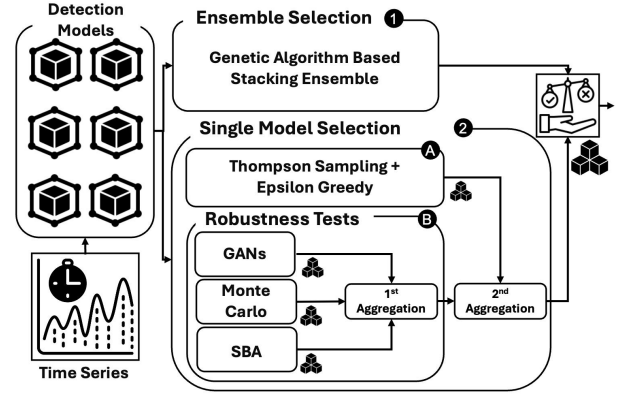 Detection
Models
Ensemble Selection 1
Genetic Algorithm Based
Stacking Ensemble
Single Model Selection 2
Thompson Sampling +
Epsilon Greedy
A
Robustness Tests B
GANs
Monte
Carlo
SBA
1st
Aggregation
2nd
Aggregation
Time Series